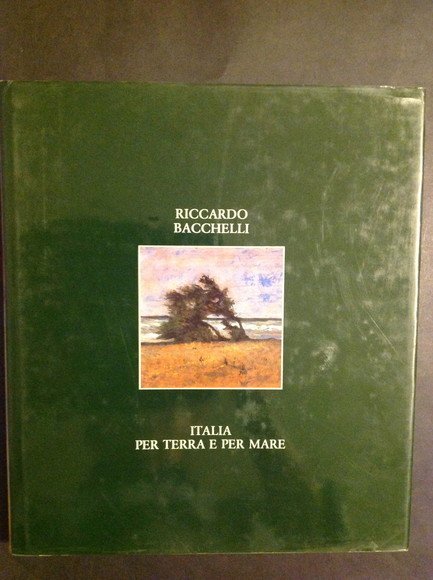 RICCARDO
BACCHELLI
ITALIA
PER TERRA E PER MARE